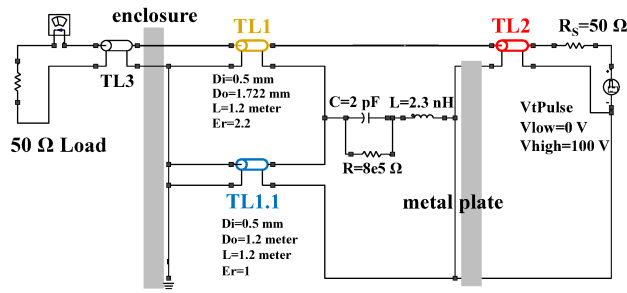 enclosure
TL1
TL2
R_S=50 Ω
TL3
Di=0.5 mm
Do=1.722 mm
L=1.2 meter
Er=2.2
C=2 pF
L=2.3 nH
VtPulse
Vlow=0 V
Vhigh=100 V
50 Ω Load
R=8e5 Ω
TL1.1
metal plate
Di=0.5 mm
Do=1.2 meter
L=1.2 meter
Er=1